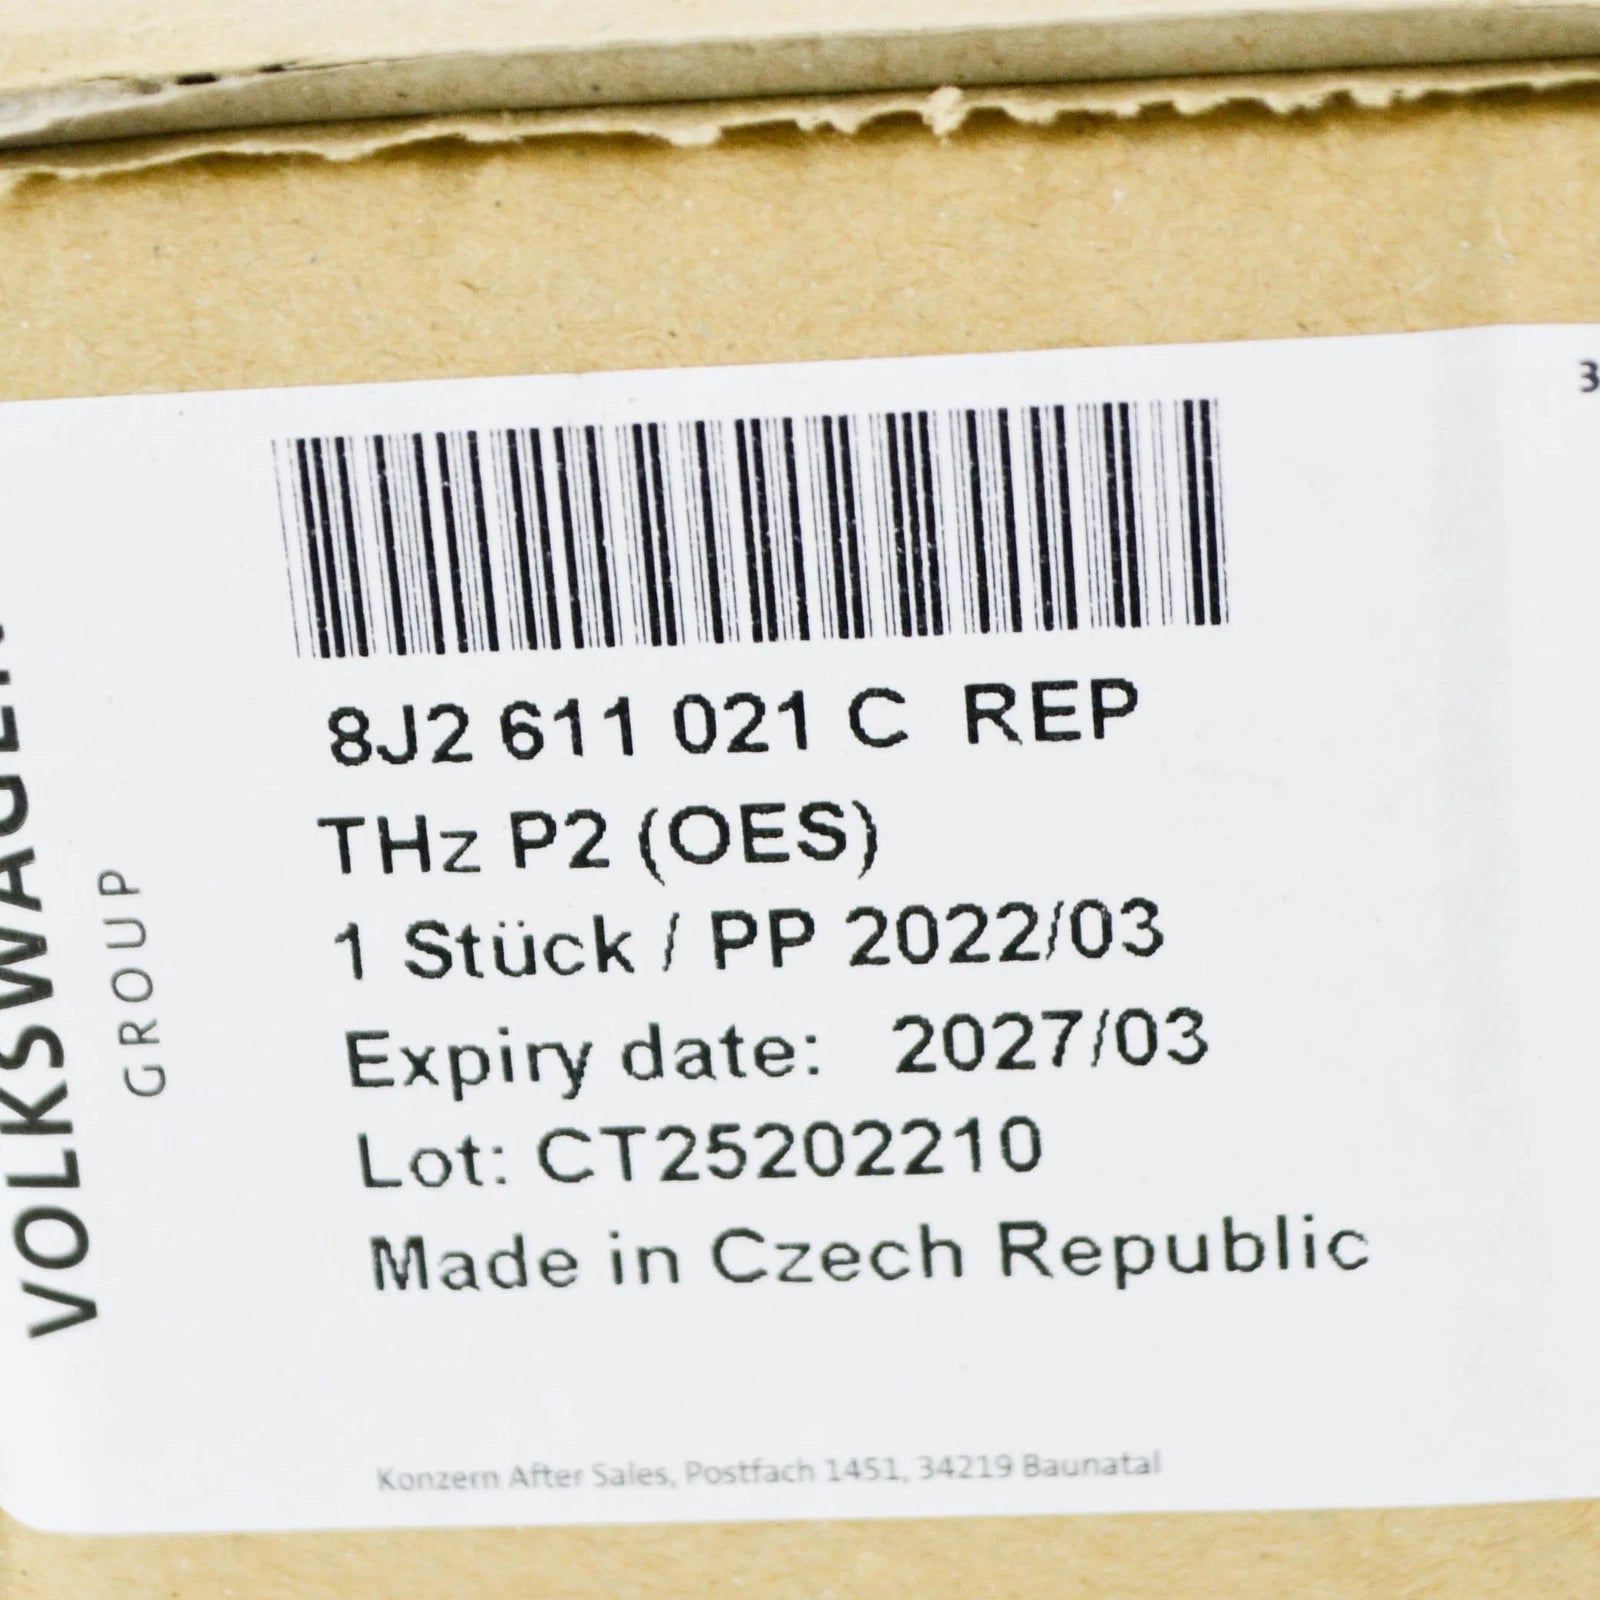 3
8J2 611 021 C REP
THz P2 (OES)
1 Stück / PP 2022/03
Expiry date: 2027/03
Lot: CT25202210
Made in Czech Republic
VOLKSWAGEN
GROUP
Konzern After Sales, Postfach 1451, 34219 Baunatal